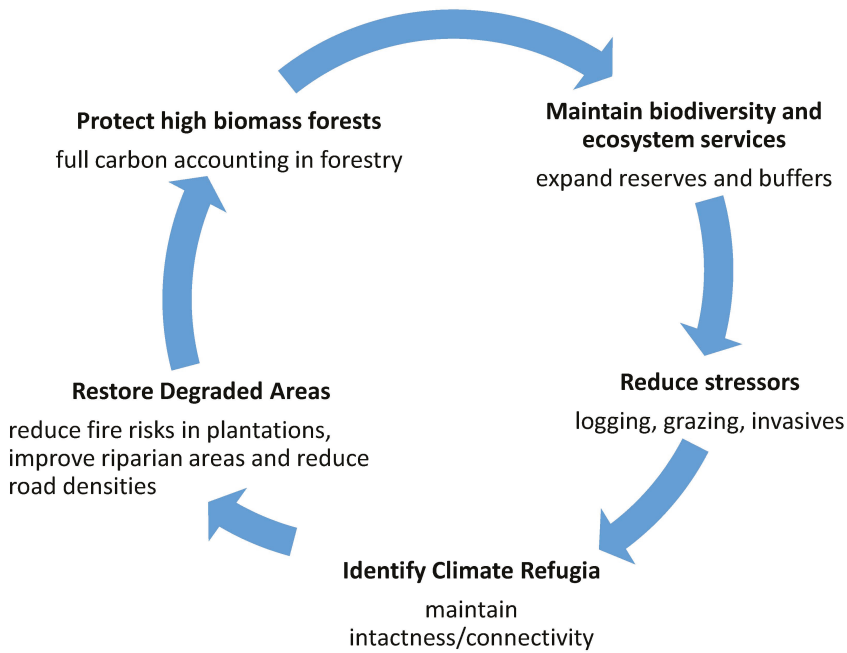 Protect high biomass forests
full carbon accounting in forestry
Maintain biodiversity and
ecosystem services
expand reserves and buffers
Reduce stressors
logging, grazing, invasives
Identify Climate Refugia
maintain
intactness/connectivity
Restore Degraded Areas
reduce fire risks in plantations,
improve riparian areas and reduce
road densities